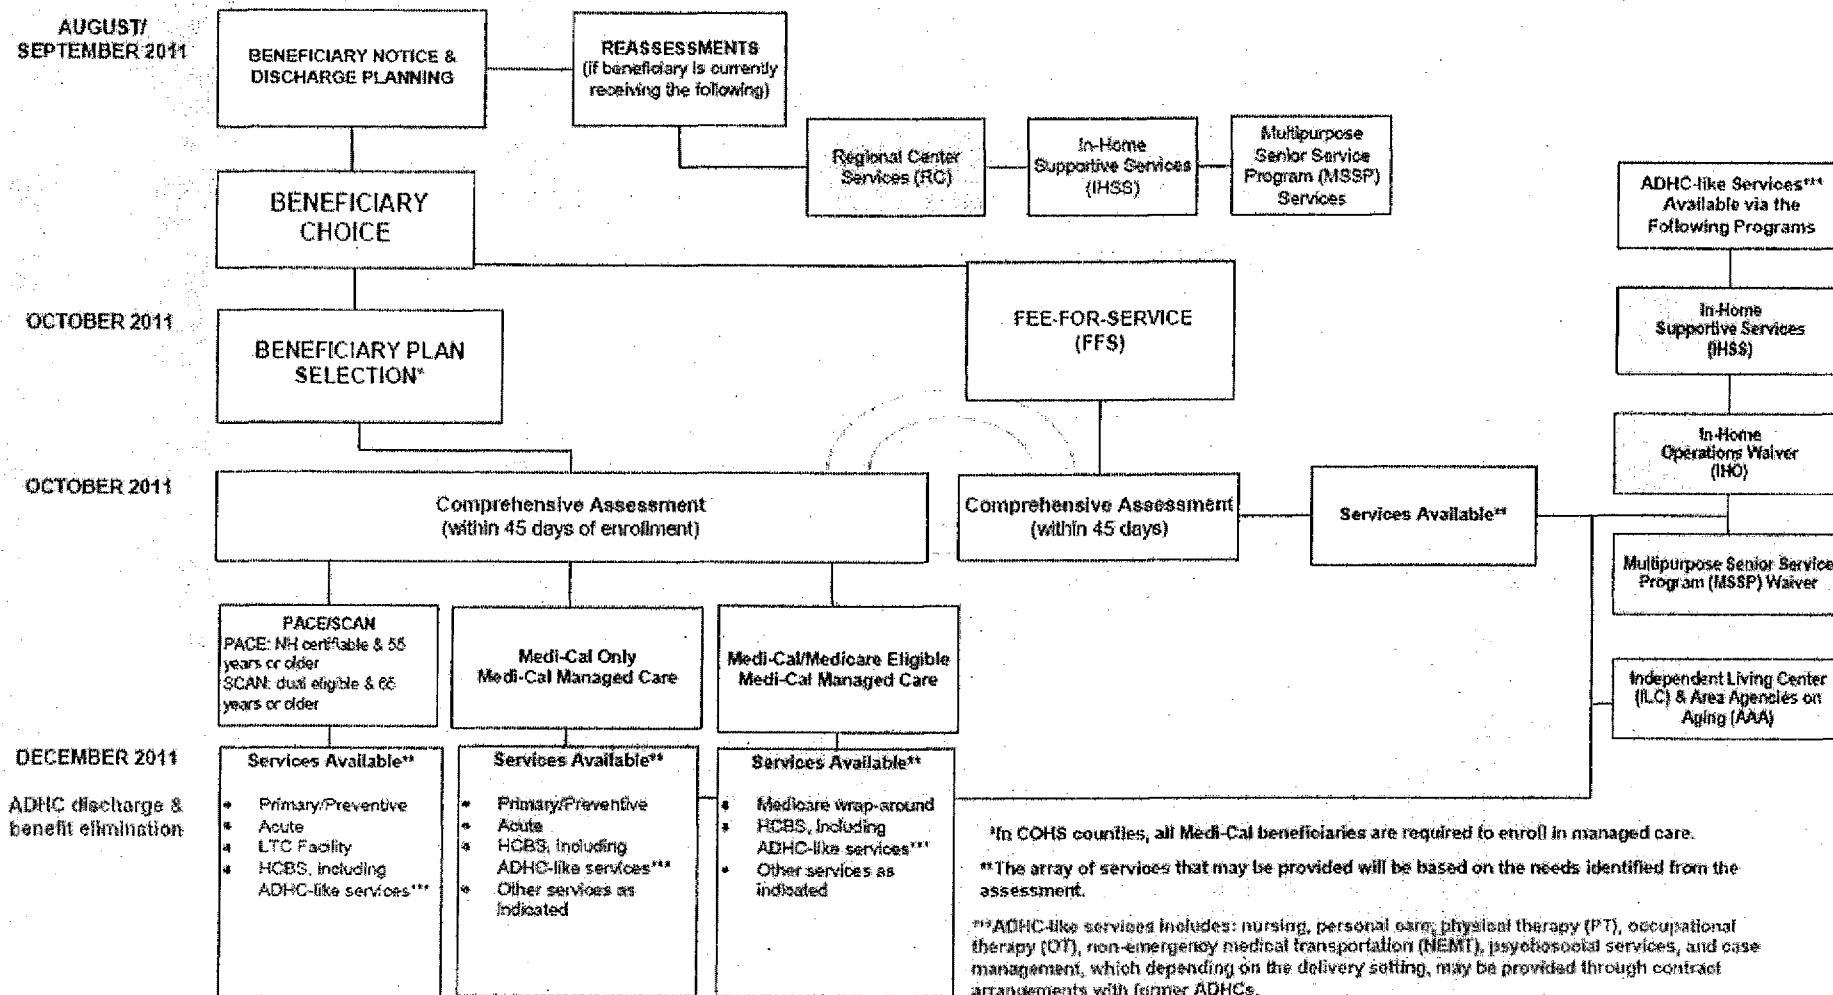 AUGUST/
SEPTEMBER 2011
BENEFICIARY NOTICE &
DISCHARGE PLANNING
REASSESSMENTS
(if beneficiary is currently
receiving the following)
Regional Center
Services (RC)
In-Home
Supportive Services
(IHSS)
Multipurpose
Senior Service
Program (MSSP)
Services
ADHC-like Services***
Available via the
Following Programs
BENEFICIARY
CHOICE
OCTOBER 2011
BENEFICIARY PLAN
SELECTION*
FEE-FOR-SERVICE
(FFS)
In-Home
Supportive Services
(IHSS)
In-Home
Operations Waiver
(IHO)
OCTOBER 2011
Comprehensive Assessment
(within 45 days of enrollment)
Comprehensive Assessment
(within 45 days)
Services Available**
Multipurpose Senior Service
Program (MSSP) Waiver
Independent Living Center
(ILC) & Area Agencies on
Aging (AAA)
PACE/SCAN
PACE: NH certifiable & 55
years or older
SCAN: dual eligible & 65
years or older
Medi-Cal Only
Medi-Cal Managed Care
Medi-Cal/Medicare Eligible
Medi-Cal Managed Care
DECEMBER 2011
ADHC discharge &
benefit elimination
Services Available**
• Primary/Preventive
• Acute
• LTC Facility
• HCBS, Including
ADHC-like services***
Services Available**
• Primary/Preventive
• Acute
• HCBS, Including
ADHC-like services***
• Other services as
indicated
Services Available**
• Medicare wrap-around
• HCBS, Including
ADHC-like services***
• Other services as
indicated
*In COHS counties, all Medi-Cal beneficiaries are required to enroll in managed care.
**The array of services that may be provided will be based on the needs identified from the
assessment.
***ADHC-like services includes: nursing, personal care, physical therapy (PT), occupational
therapy (OT), non-emergency medical transportation (NEMT), psychosocial services, and case
management, which depending on the delivery setting, may be provided through contract
arrangements with former ADHCs.